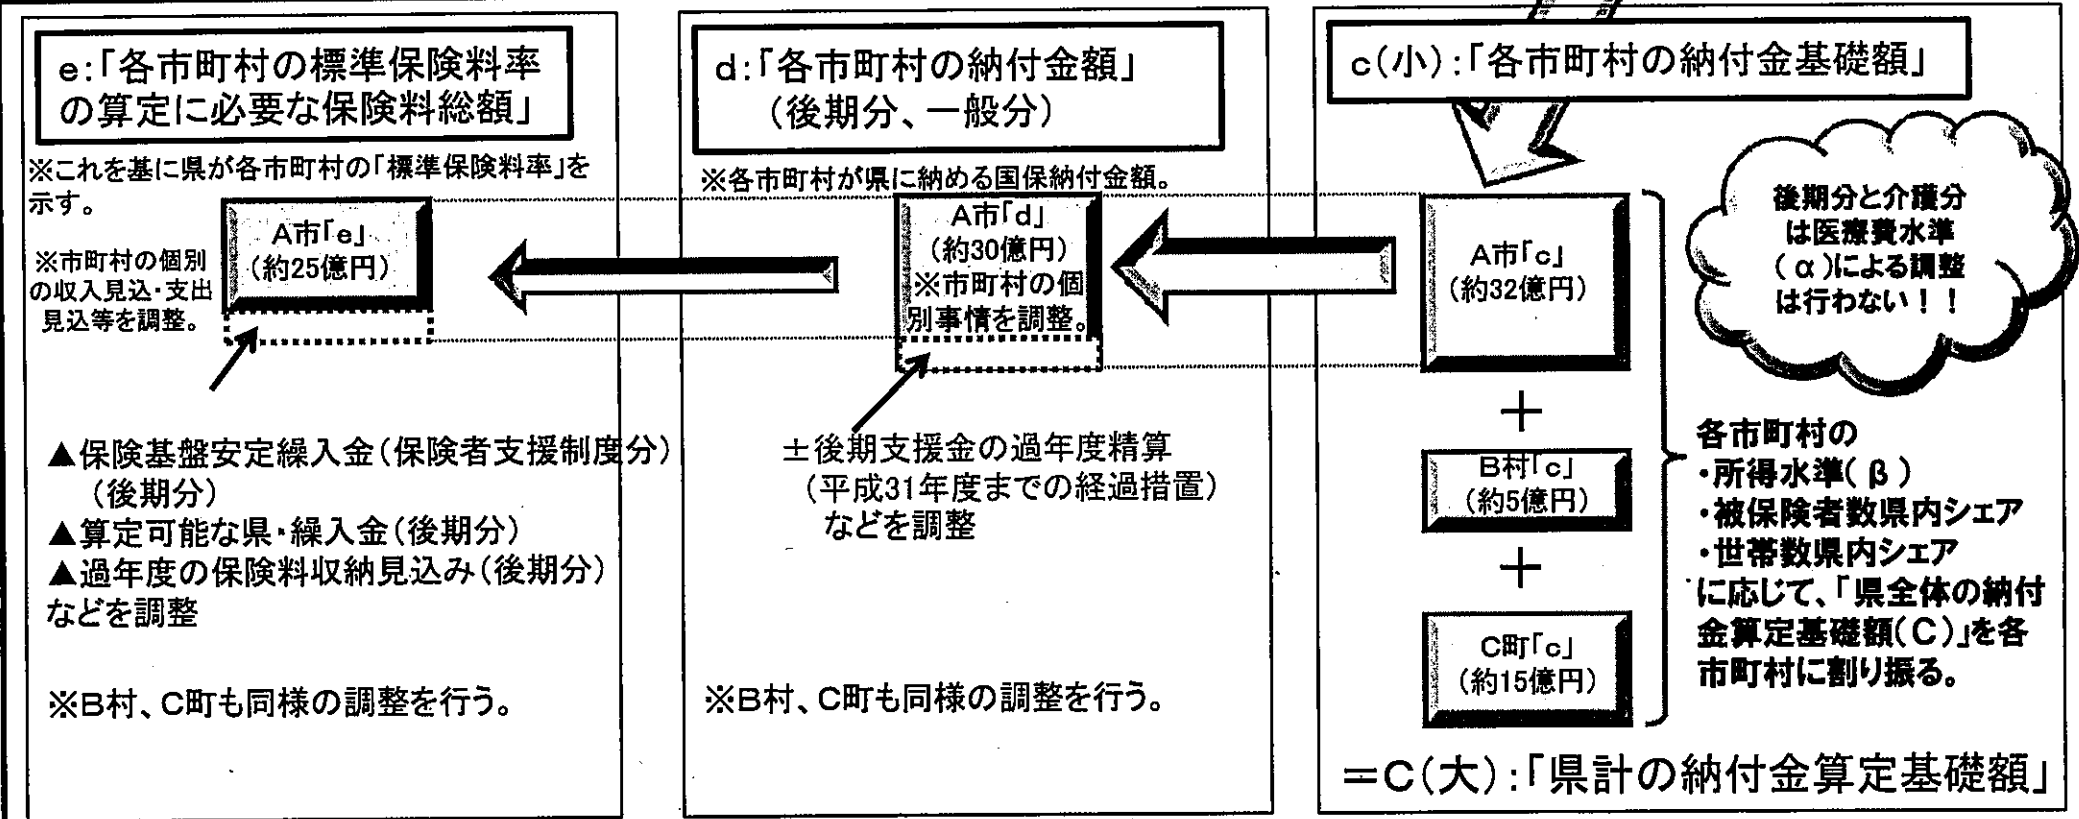 e:「各市町村の標準保険料率
の算定に必要な保険料総額」
※これを基に県が各市町村の「標準保険料率」を
示す。
※市町村の個別
の収入見込・支出
見込等を調整。
A市「e」
(約25億円)
▲保険基盤安定繰入金(保険者支援制度分)
(後期分)
▲算定可能な県・繰入金(後期分)
▲過年度の保険料収納見込み(後期分)
などを調整
※B村、C町も同様の調整を行う。
d:「各市町村の納付金額」
(後期分、一般分)
※各市町村が県に納める国保納付金額。
A市「d」
(約30億円)
※市町村の個
別事情を調整。
±後期支援金の過年度精算
(平成31年度までの経過措置)
などを調整
※B村、C町も同様の調整を行う。
c(小):「各市町村の納付金基礎額」
A市「c」
(約32億円)
+
B村「c」
(約5億円)
+
C町「c」
(約15億円)
=C(大):「県計の納付金算定基礎額」
後期分と介護分
は医療費水準
(α)による調整
は行わない!!
各市町村の
・所得水準(β)
・被保険者数県内シェア
・世帯数県内シェア
に応じて、「県全体の納付
金算定基礎額(C)」を各
市町村に割り振る。